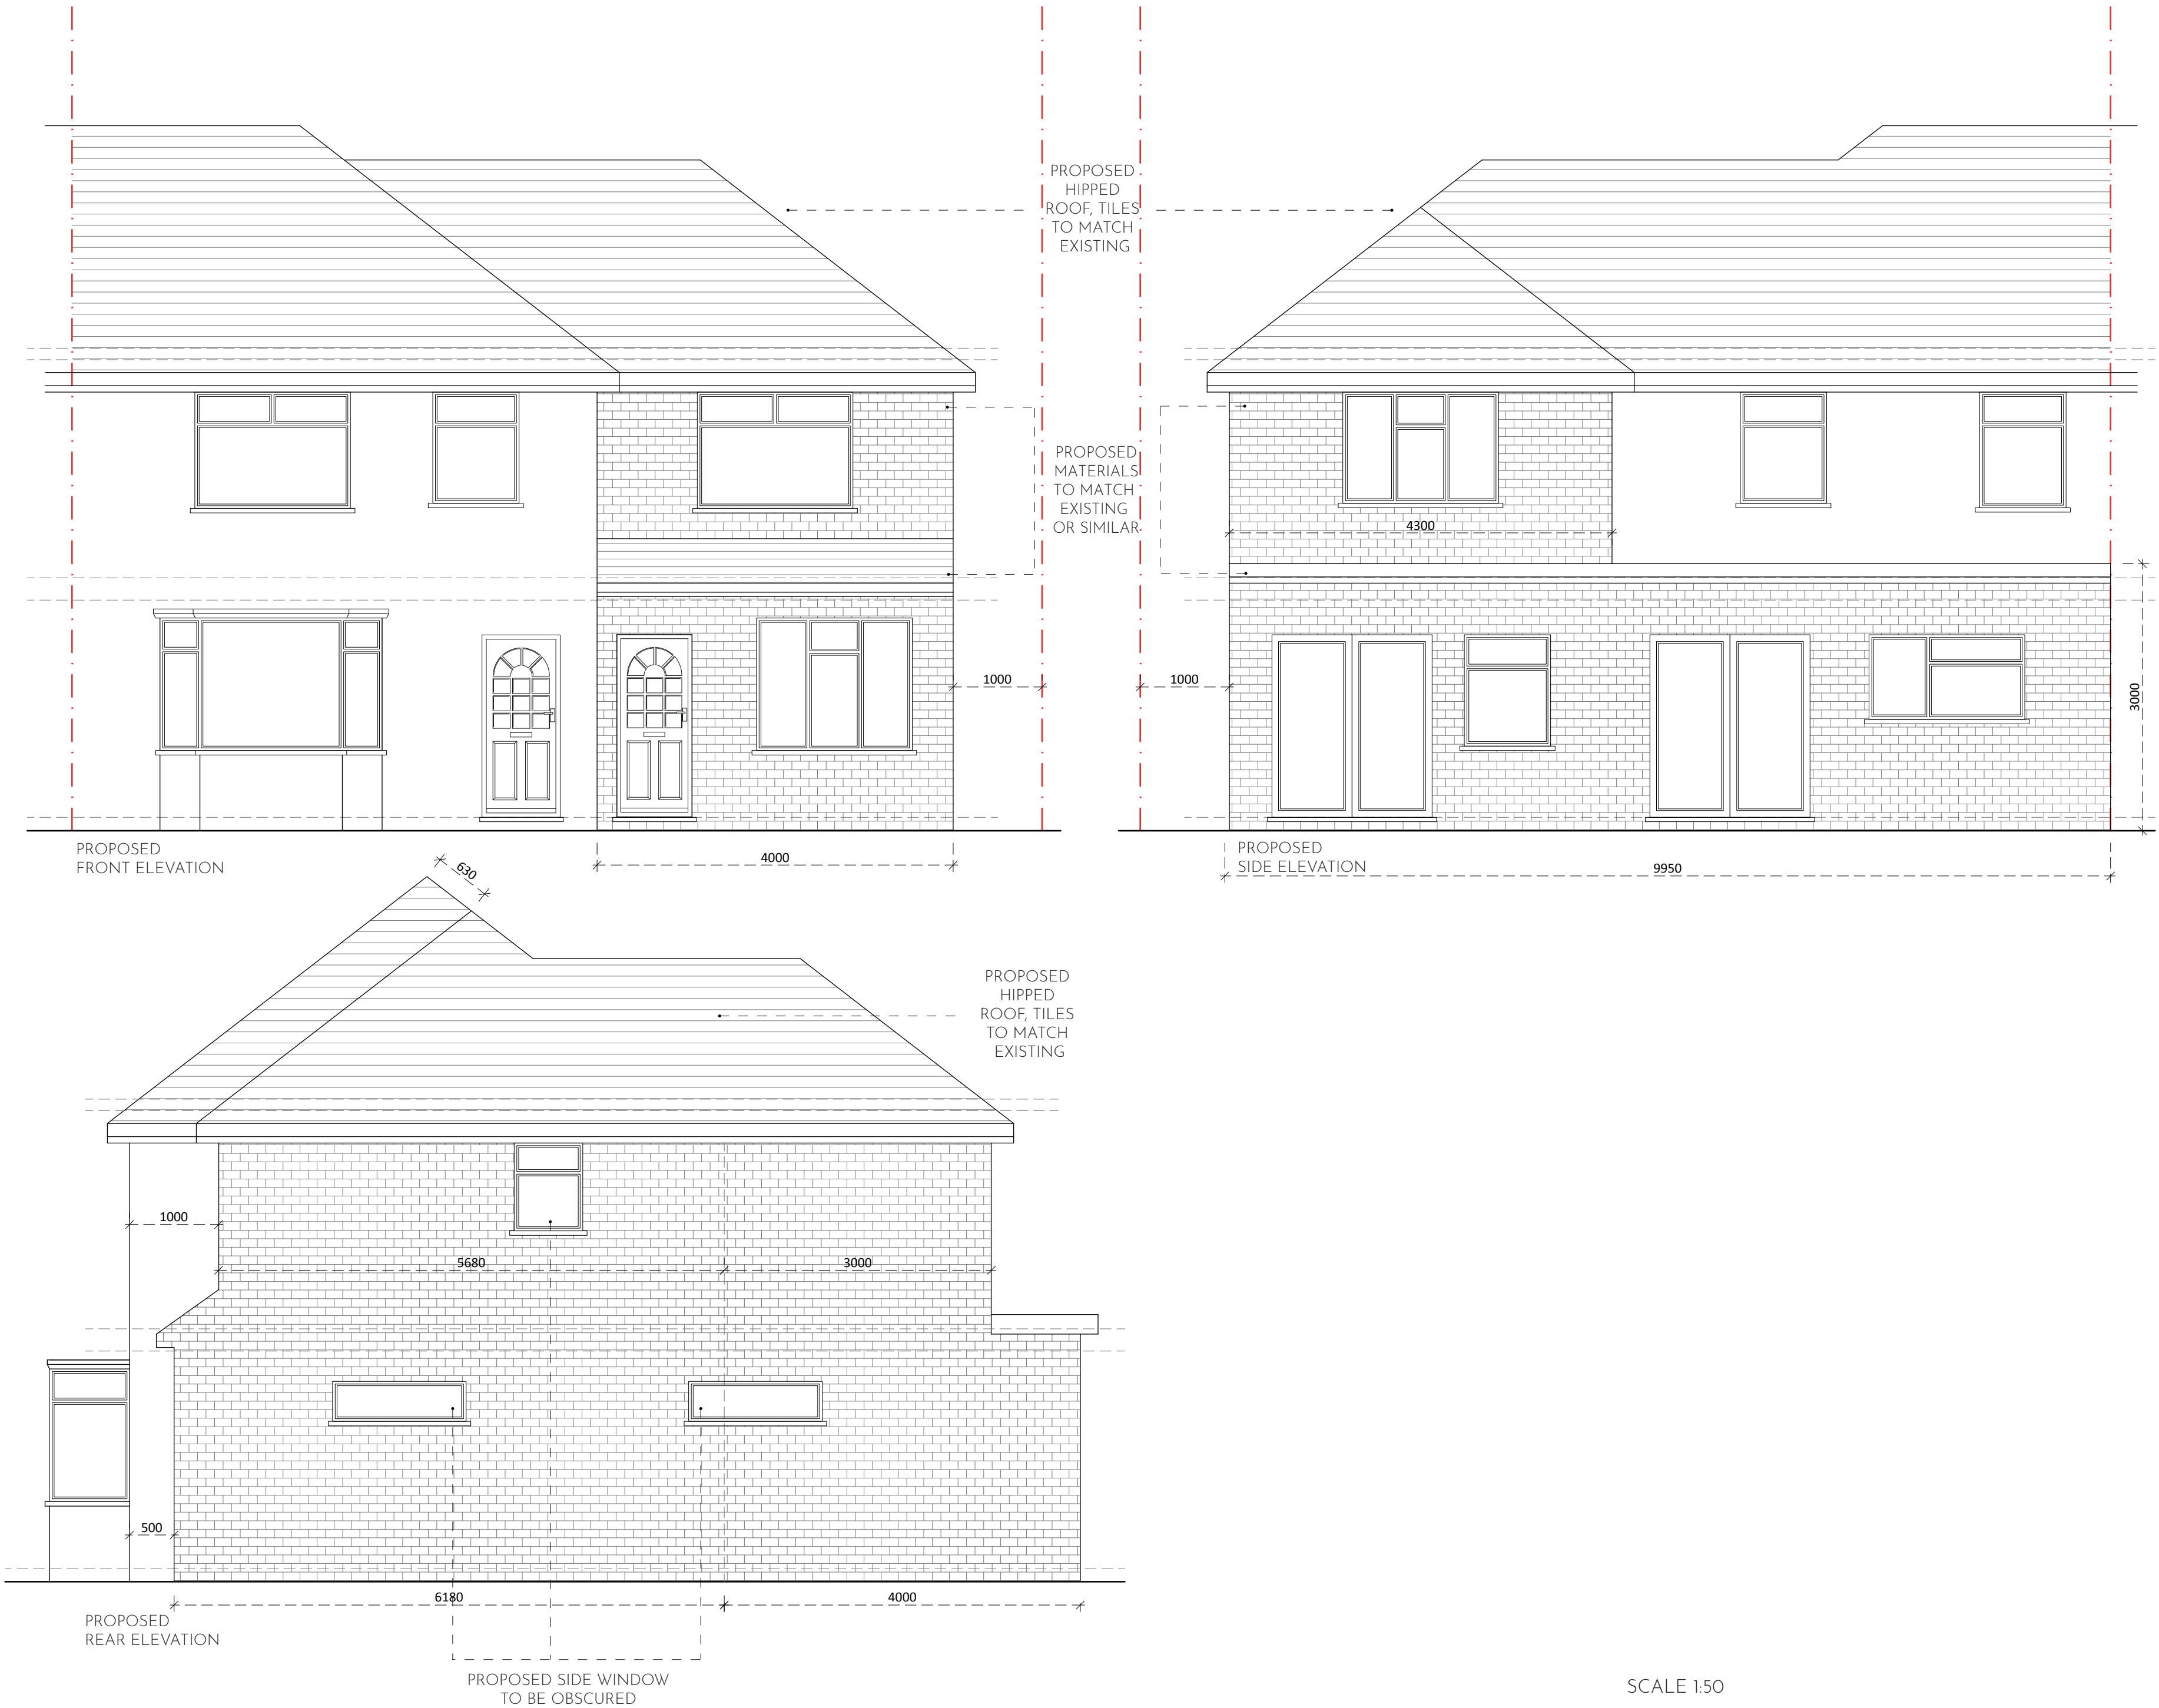 PROPOSED
HIPPED
ROOF, TILES
TO MATCH
EXISTING
PROPOSED
MATERIALS
TO MATCH
EXISTING
OR SIMILAR
4300
1000
1000
3000
PROPOSED
FRONT ELEVATION
4000
PROPOSED
SIDE ELEVATION
9950
630
PROPOSED
HIPPED
ROOF, TILES
TO MATCH
EXISTING
1000
5680
3000
500
6180
4000
PROPOSED
REAR ELEVATION
PROPOSED SIDE WINDOW
TO BE OBSCURED
SCALE 1:50